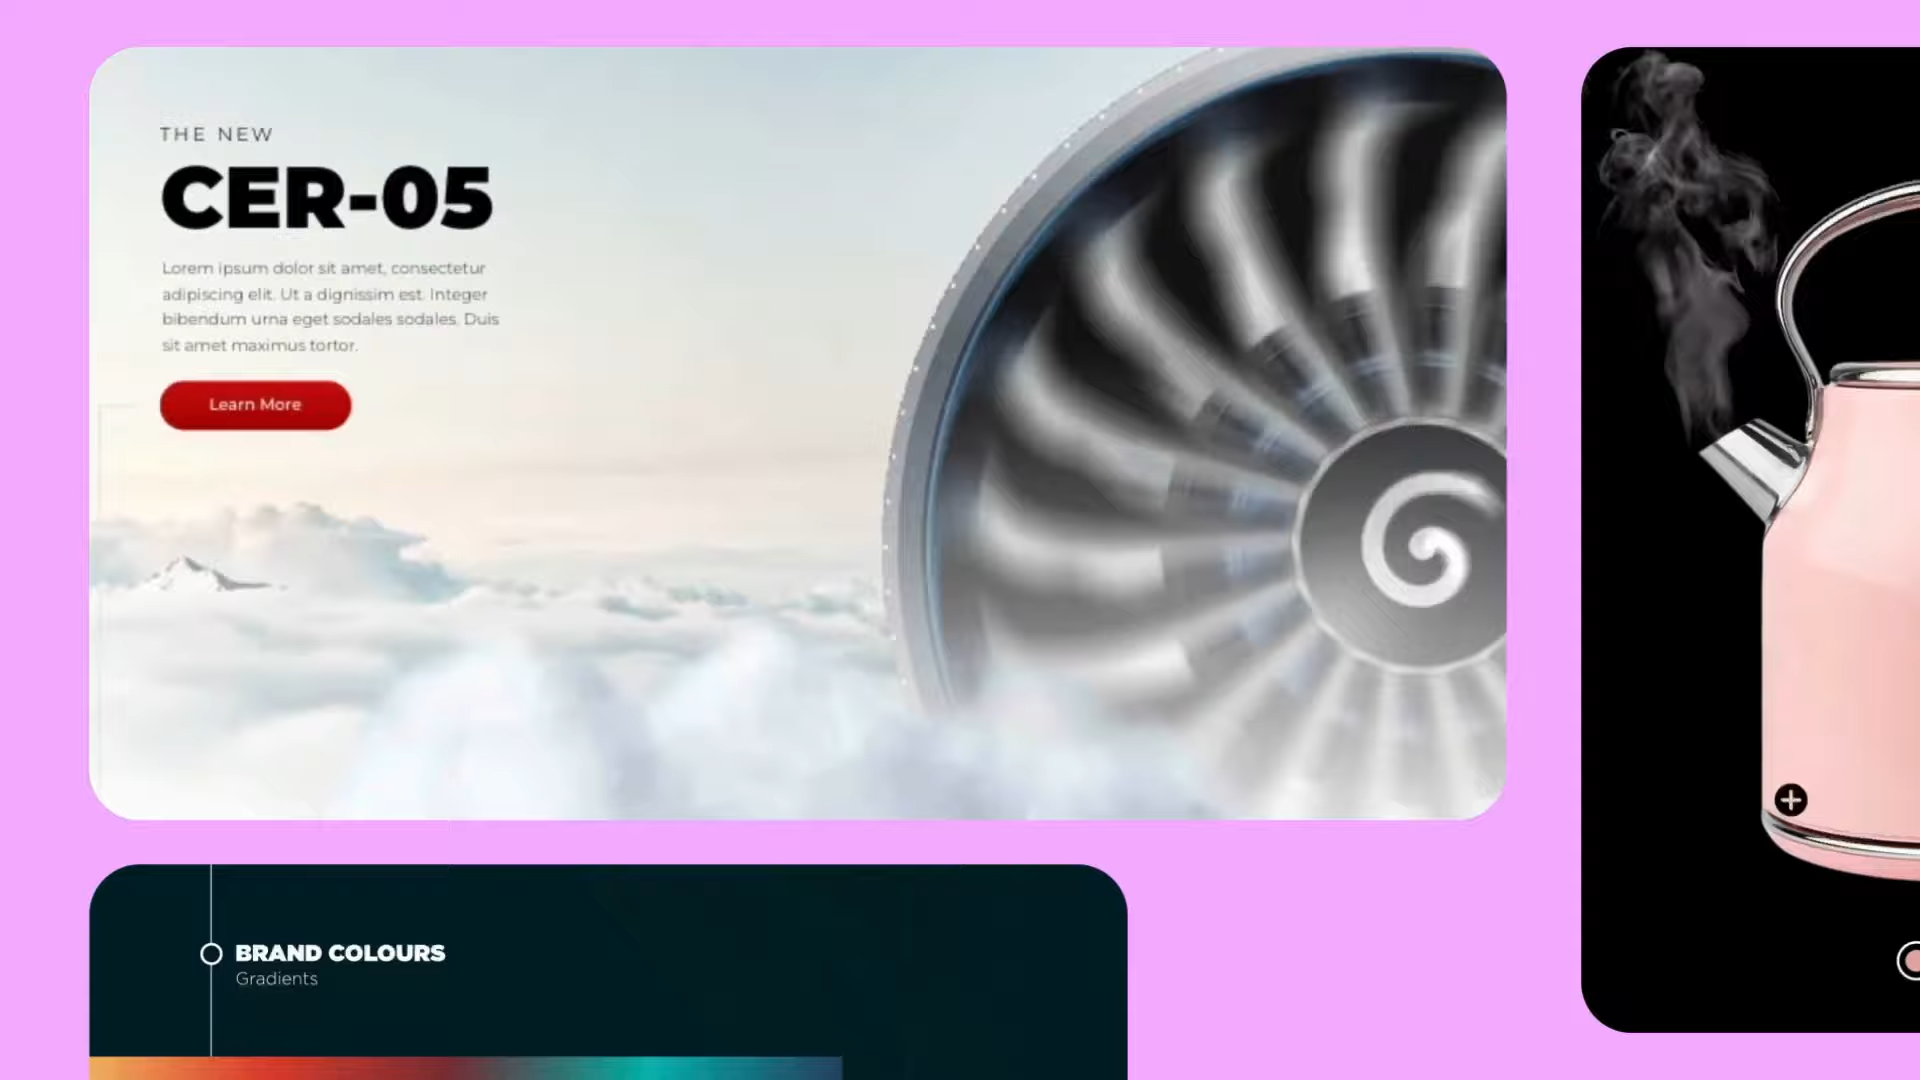 THE NEW
CER-05
Lorem ipsum dolor sit amet, consectetur
adipiscing elit. Ut a dignissim est. Integer
bibendum urna eget sodales sodales. Duis
sit amet maximus tortor.
Learn More
BRAND COLOURS
Gradients